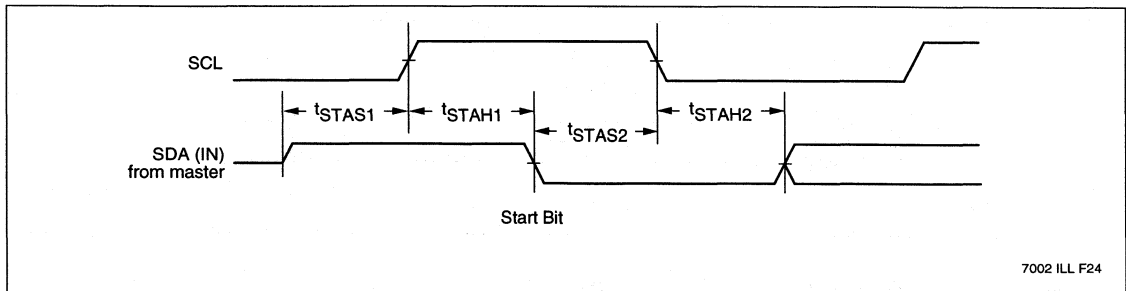 SCL
tSTAS1
tSTAH1
tSTAS2
tSTAH2
SDA (IN)
from master
Start Bit
7002 ILL F24